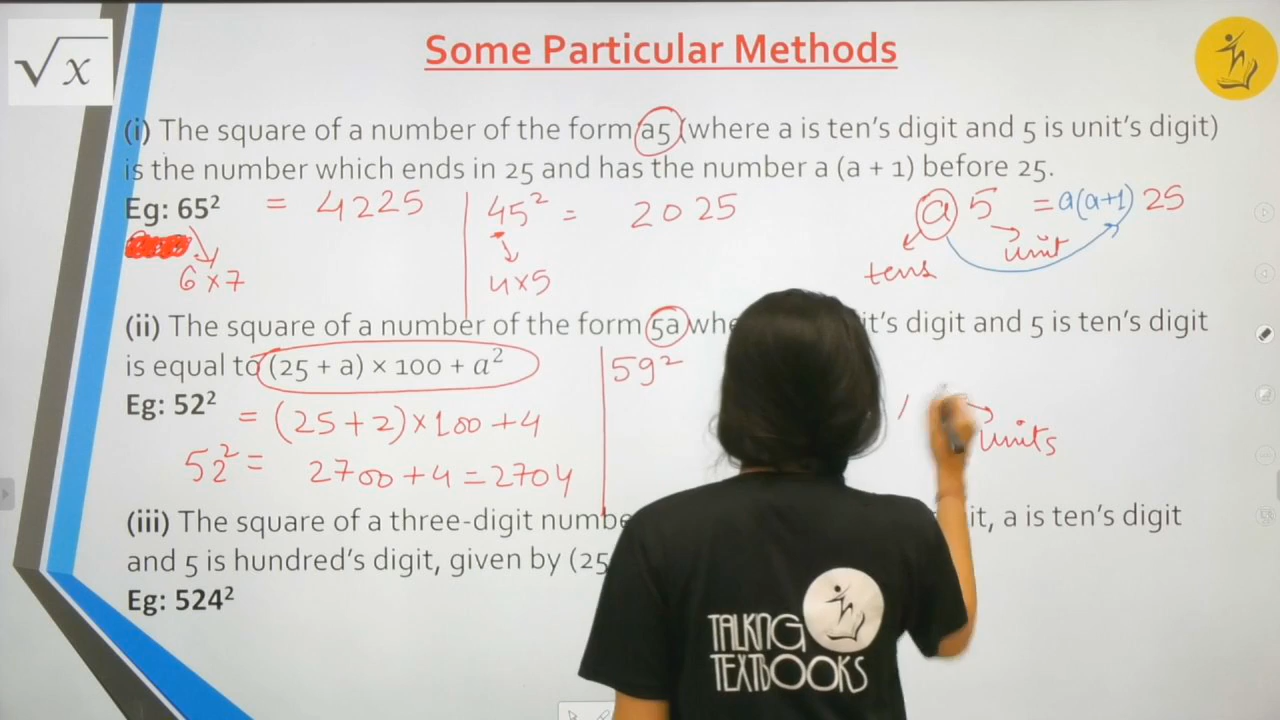 √x
Some Particular Methods
(i) The square of a number of the form a5 (where a is ten's digit and 5 is unit's digit)
is the number which ends in 25 and has the number a (a + 1) before 25.
Eg: 65² = 4225 | 45² = 2025 a 5 = a(a+1) 25
6 × 7 4×5 tens unit
(ii) The square of a number of the form 5a it's digit and 5 is ten's digit
is equal to (25 + a) × 100 + a² 59²
Eg: 52² = (25+2)×100+4 units
52² = 2700+4=2704
(iii) The square of a three-digit it, a is ten's digit
and 5 is hundred's digit, given by (25
Eg: 524²
TALKING
TEXTBOOKS